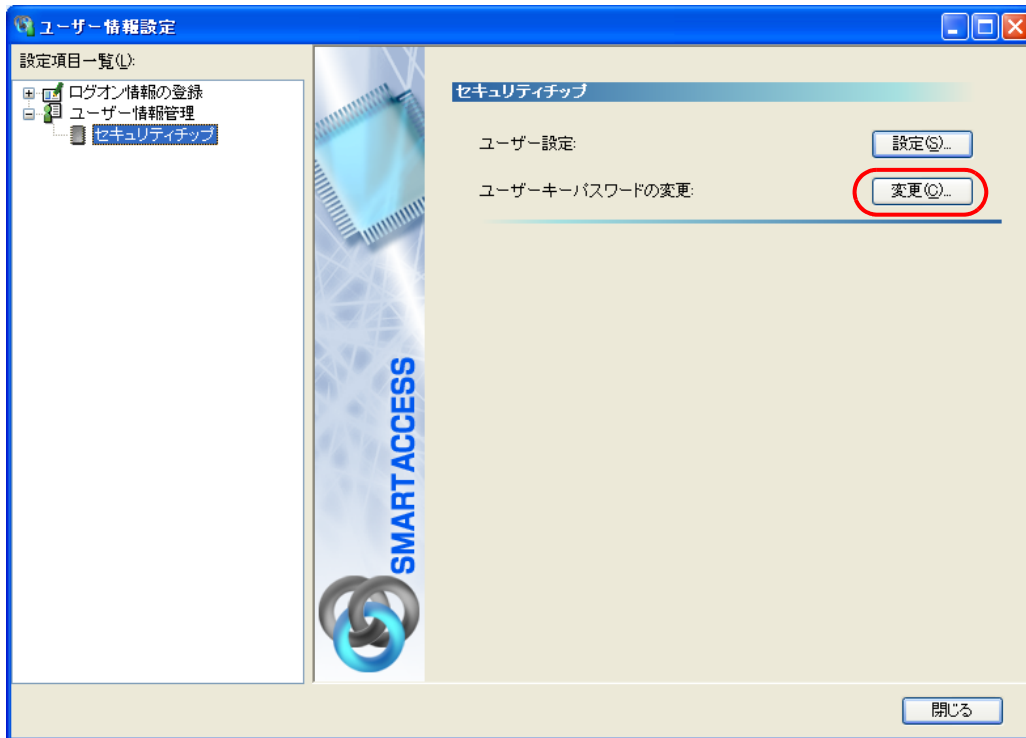 ユーザー情報設定
設定項目一覧(L):
ログオン情報の登録
ユーザー情報管理
セキュリティチップ
SMARTACCESS
セキュリティチップ
ユーザー設定:
設定(S)...
ユーザーキーパスワードの変更:
変更(C)...
閉じる